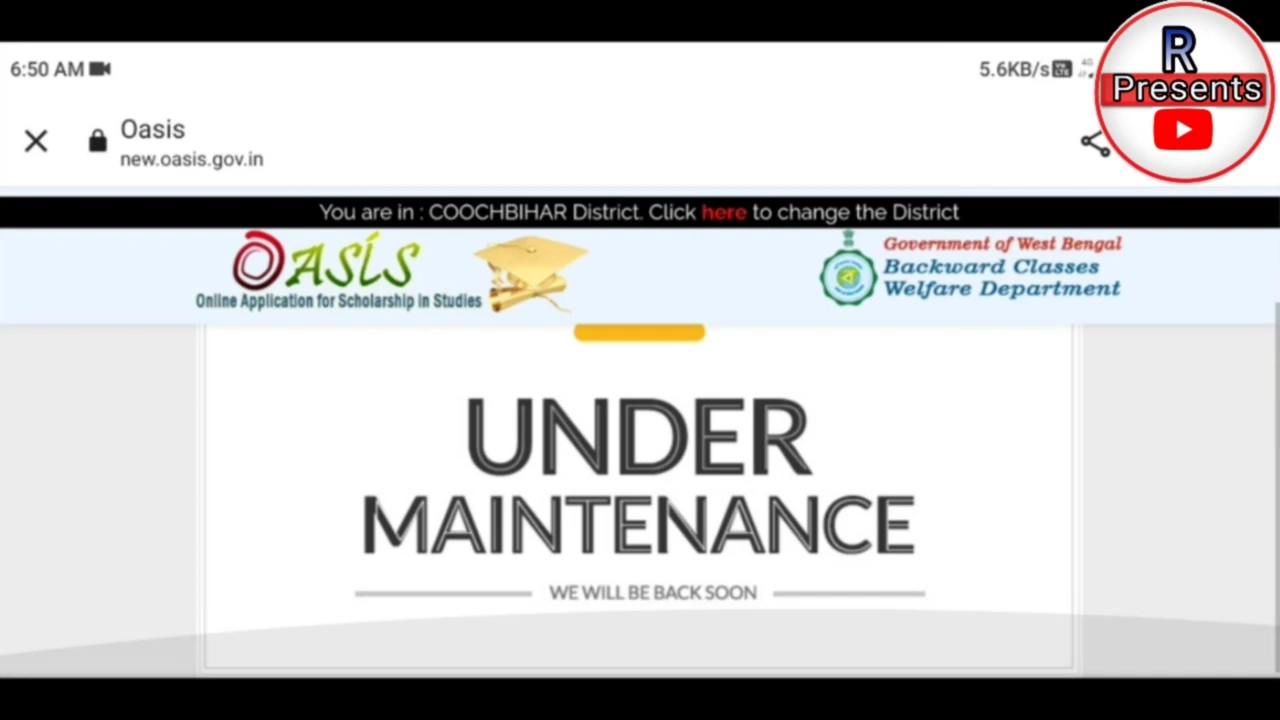 6:50 AM
5.6KB/s
R
Presents
Oasis
new.oasis.gov.in
You are in : COOCHBIHAR District. Click here to change the District
OASIS
Online Application for Scholarship in Studies
Government of West Bengal
Backward Classes
Welfare Department
UNDER
MAINTENANCE
WE WILL BE BACK SOON